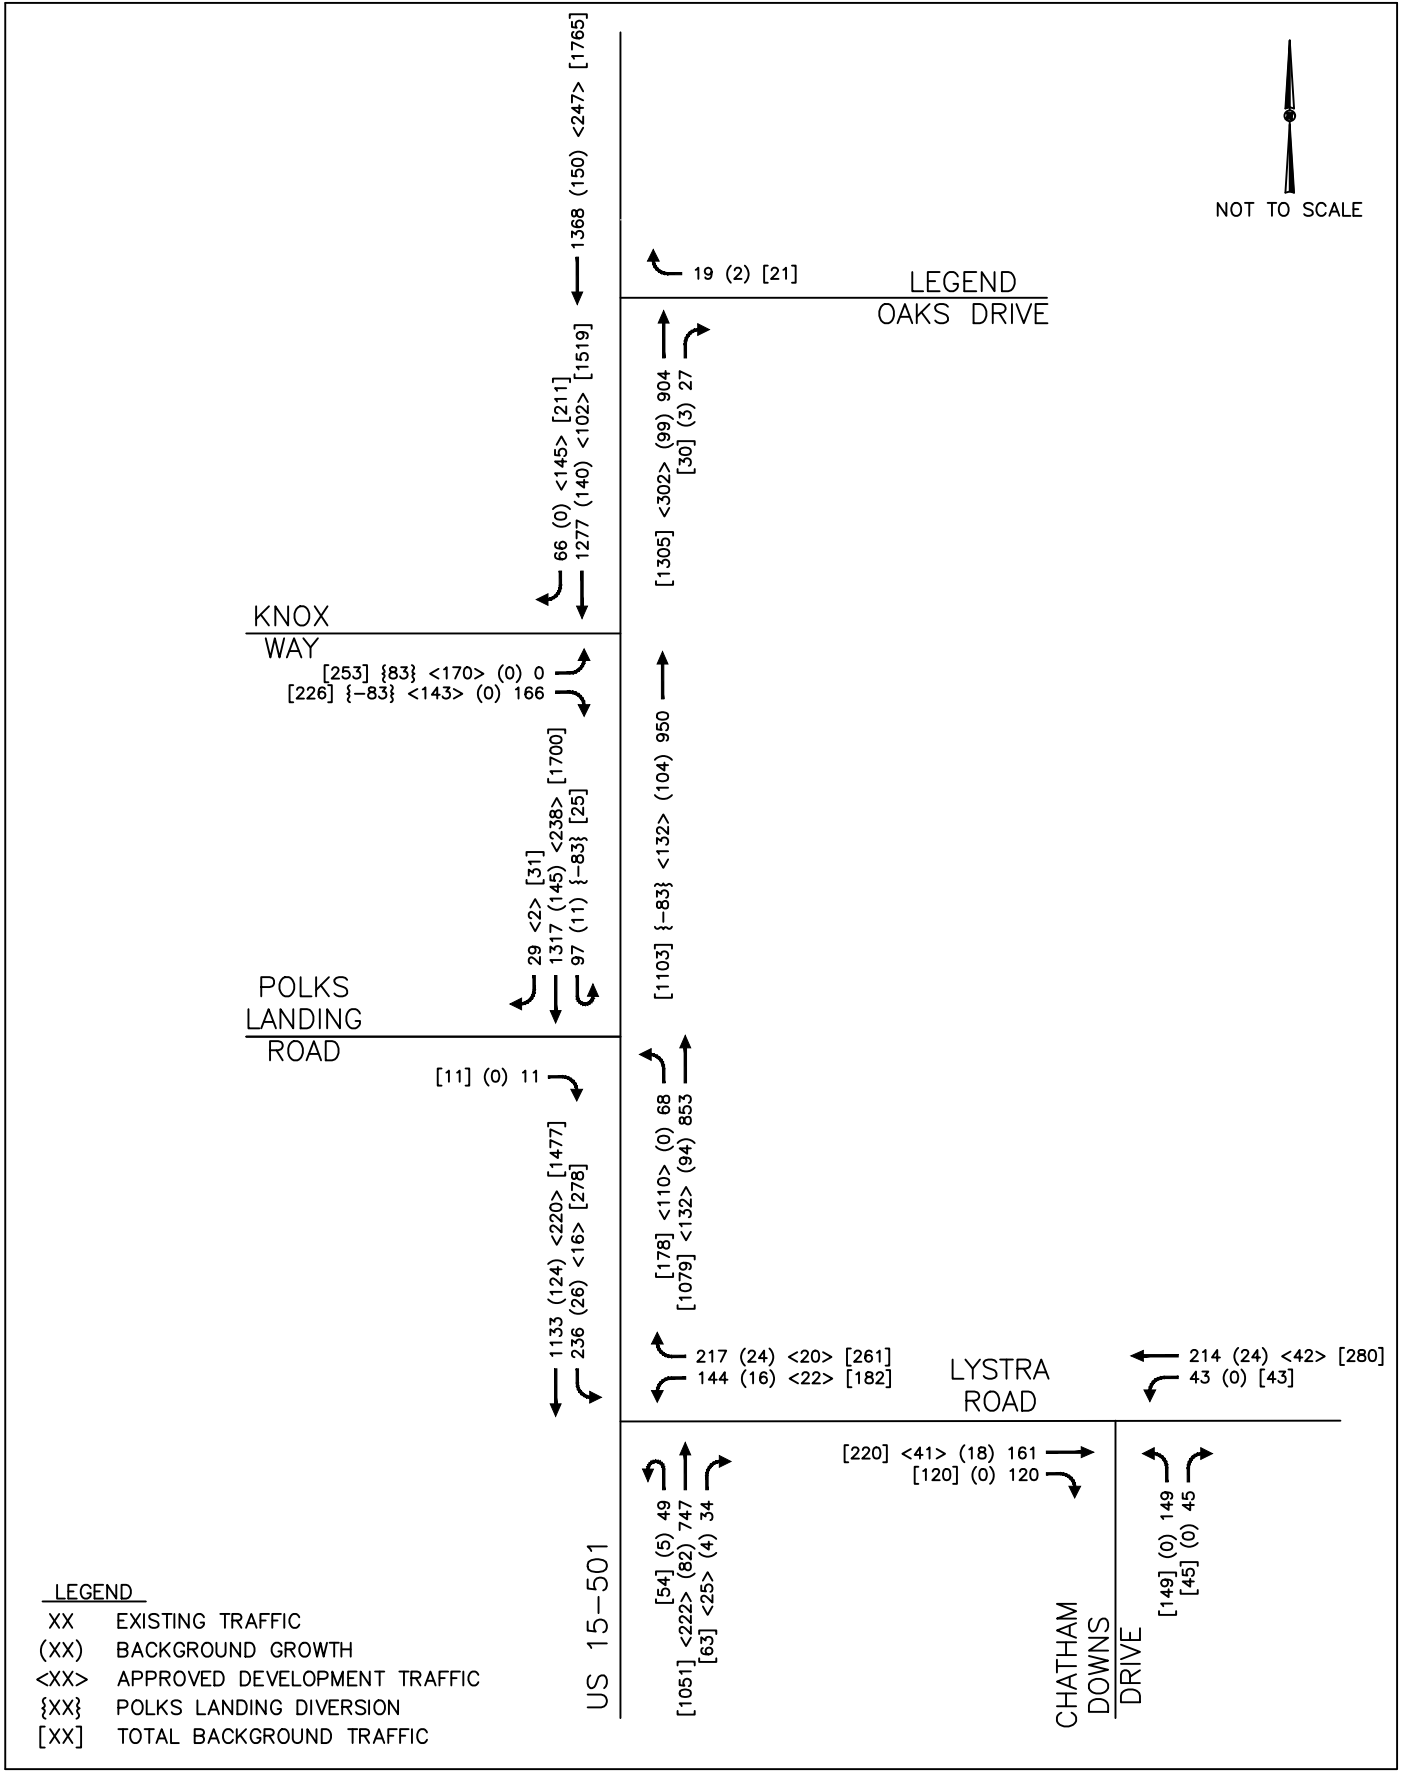 1368 (150) <247> [1765]
NOT TO SCALE
19 (2) [21]
LEGEND
OAKS DRIVE
[1305] <302> (99) 904
[30] (3) 27
66 (0) <145> [211]
1277 (140) <102> [1519]
KNOX
WAY
[253] {83} <170> (0) 0
[226] {-83} <143> (0) 166
[1103] {-83} <132> (104) 950
29 <2> [31]
1317 (145) <238> [1700]
97 (11) {-83} [25]
POLKS
LANDING
ROAD
[11] (0) 11
[178] <110> (0) 68
[1079] <132> (94) 853
1133 (124) <220> [1477]
236 (26) <16> [278]
217 (24) <20> [261]
144 (16) <22> [182]
LYSTRA
ROAD
214 (24) <42> [280]
43 (0) [43]
[220] <41> (18) 161
[120] (0) 120
[54] (5) 49
[1051] <222> (82) 747
[63] <25> (4) 34
[149] (0) 149
[45] (0) 45
US 15-501
CHATHAM
DOWNS
DRIVE
LEGEND
XX EXISTING TRAFFIC
(XX) BACKGROUND GROWTH
<XX> APPROVED DEVELOPMENT TRAFFIC
{XX} POLKS LANDING DIVERSION
[XX] TOTAL BACKGROUND TRAFFIC